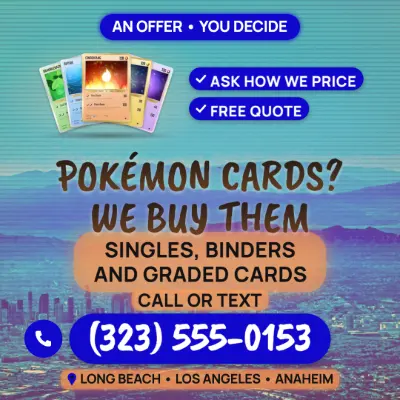 AN OFFER • YOU DECIDE
ASK HOW WE PRICE
FREE QUOTE
POKÉMON CARDS?
WE BUY THEM
SINGLES, BINDERS
AND GRADED CARDS
CALL OR TEXT
(323) 555-0153
LONG BEACH • LOS ANGELES • ANAHEIM